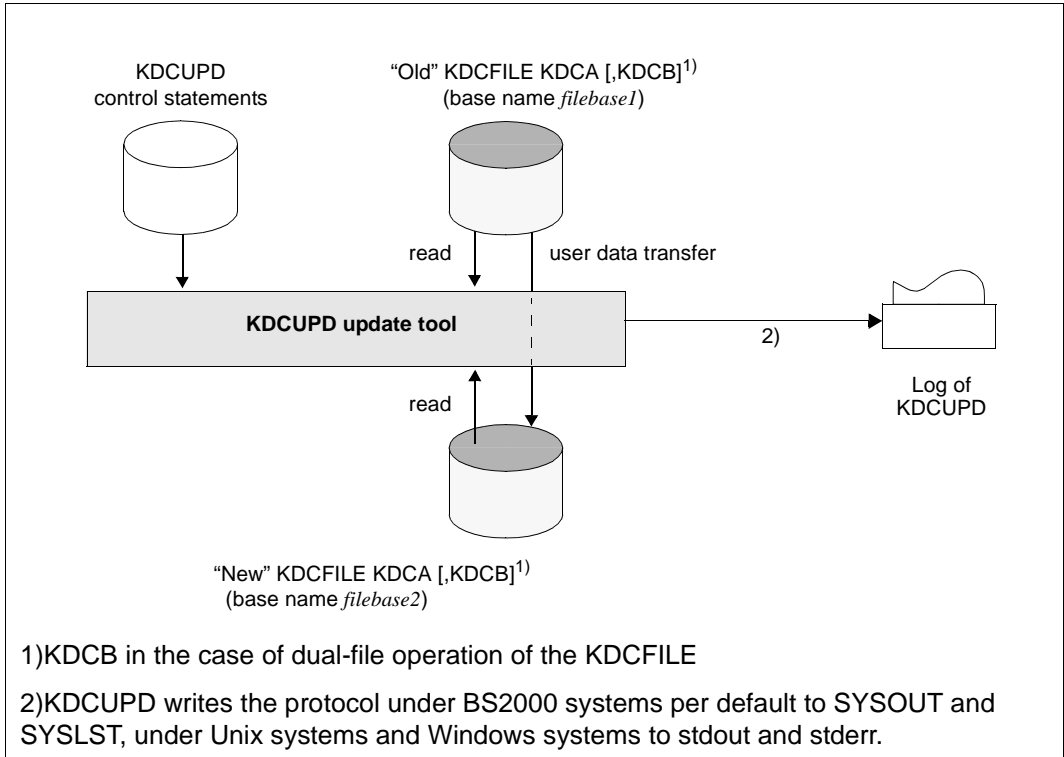 KDCUPD
control statements
“Old” KDCFILE KDCA [,KDCB]1)
(base name filebase1)
read
user data transfer
KDCUPD update tool
2)
Log of
KDCUPD
read
“New” KDCFILE KDCA [,KDCB]1)
(base name filebase2)
1)KDCB in the case of dual-file operation of the KDCFILE
2)KDCUPD writes the protocol under BS2000 systems per default to SYSOUT and
SYSLST, under Unix systems and Windows systems to stdout and stderr.